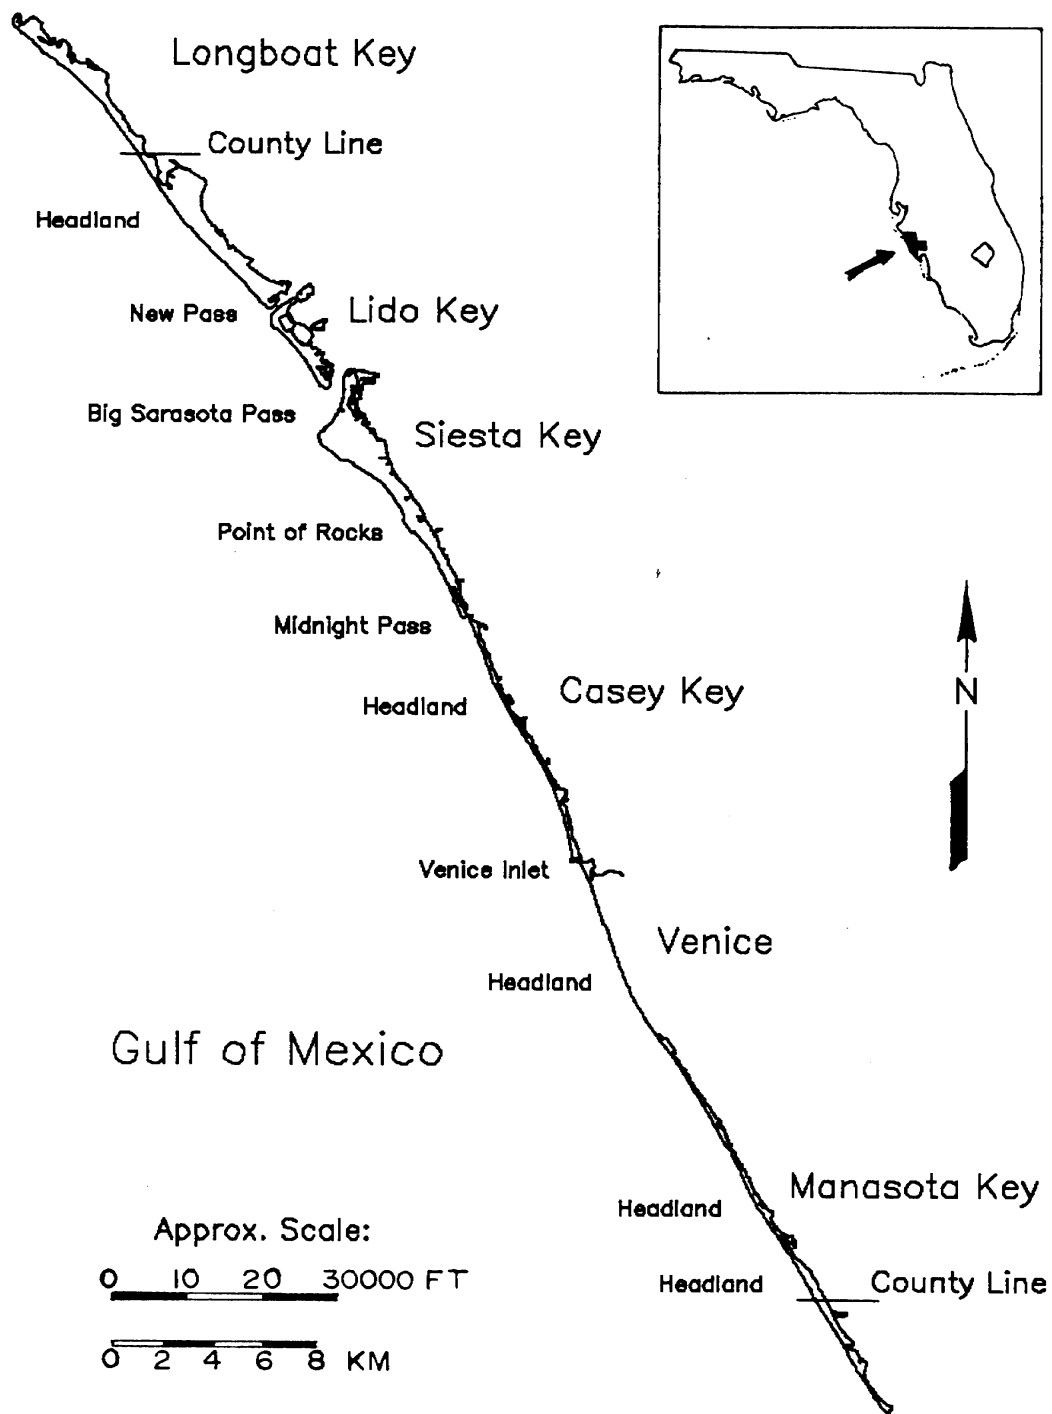 Longboat Key
County Line
Headland
New Pass
Lido Key
Big Sarasota Pass
Siesta Key
Point of Rocks
Midnight Pass
Casey Key
Headland
N
Venice Inlet
Venice
Headland
Gulf of Mexico
Manasota Key
Headland
Headland
County Line
Approx. Scale:
0 10 20 30000 FT
0 2 4 6 8 KM